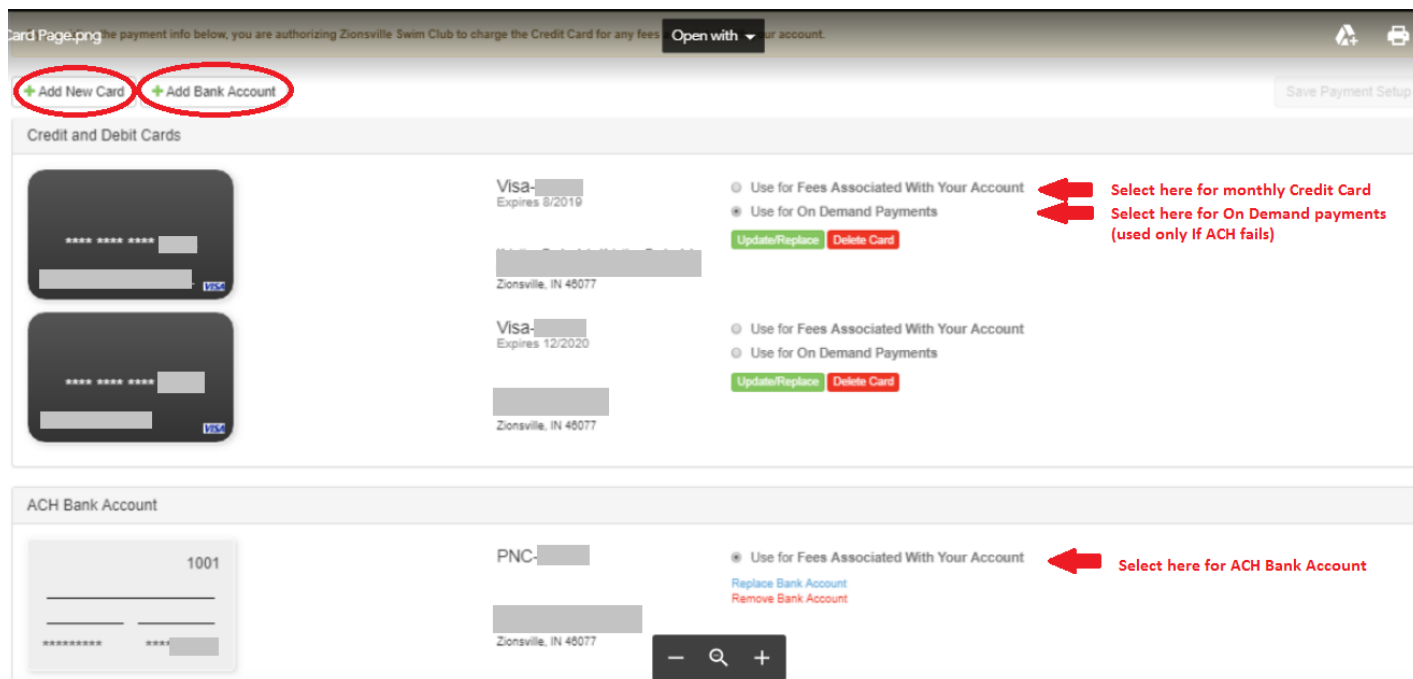 Card Page.png the payment info below, you are authorizing Zionsville Swim Club to charge the Credit Card for any fees Open with your account.
+ Add New Card + Add Bank Account Save Payment Setup
Credit and Debit Cards
Visa-
Expires 8/2019
Use for Fees Associated With Your Account
Select here for monthly Credit Card
Use for On Demand Payments
Select here for On Demand payments
(used only If ACH fails)
Update/Replace Delete Card
**** **** ****
VISA
Zionsville, IN 46077
Visa-
Expires 12/2020
Use for Fees Associated With Your Account
Use for On Demand Payments
Update/Replace Delete Card
**** **** ****
VISA
Zionsville, IN 46077
ACH Bank Account
1001
PNC-
Use for Fees Associated With Your Account
Select here for ACH Bank Account
Replace Bank Account
Remove Bank Account
********* ****
Zionsville, IN 46077